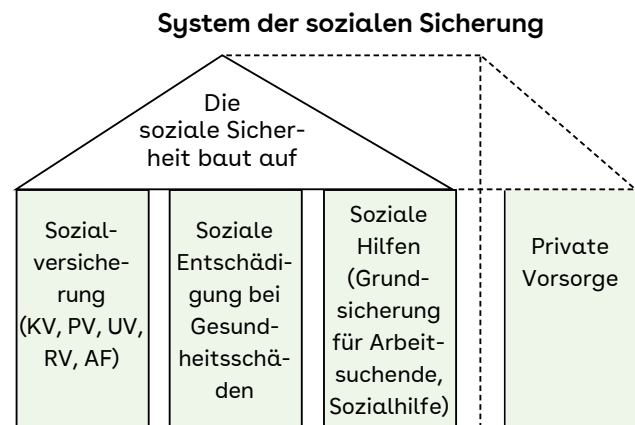 System der sozialen Sicherung
Die
soziale Sicher-
heit baut auf
Sozial-
versiche-
rung
(KV, PV, UV,
RV, AF)
Soziale
Entschädi-
gung bei
Gesund-
heitsschä-
den
Soziale
Hilfen
(Grund-
sicherung
für Arbeit-
suchende,
Sozialhilfe)
Private
Vorsorge